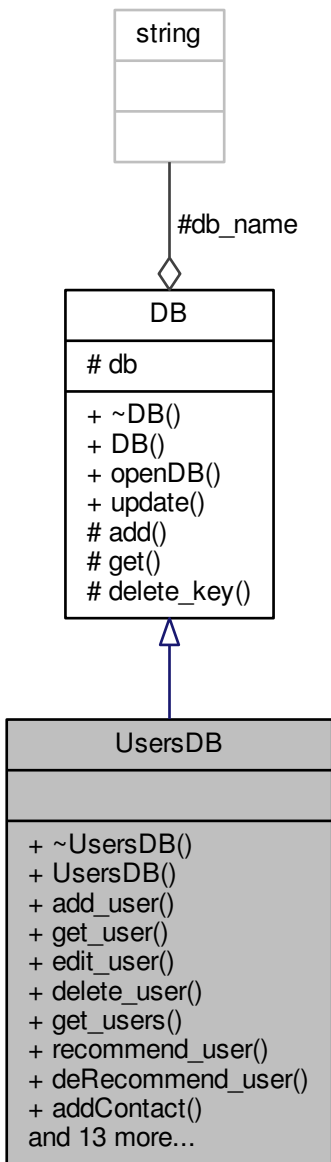 string
#db_name
DB
# db
+ ~DB()
+ DB()
+ openDB()
+ update()
# add()
# get()
# delete_key()
UsersDB
+ ~UsersDB()
+ UsersDB()
+ add_user()
+ get_user()
+ edit_user()
+ delete_user()
+ get_users()
+ recommend_user()
+ deRecommend_user()
+ addContact()
and 13 more...